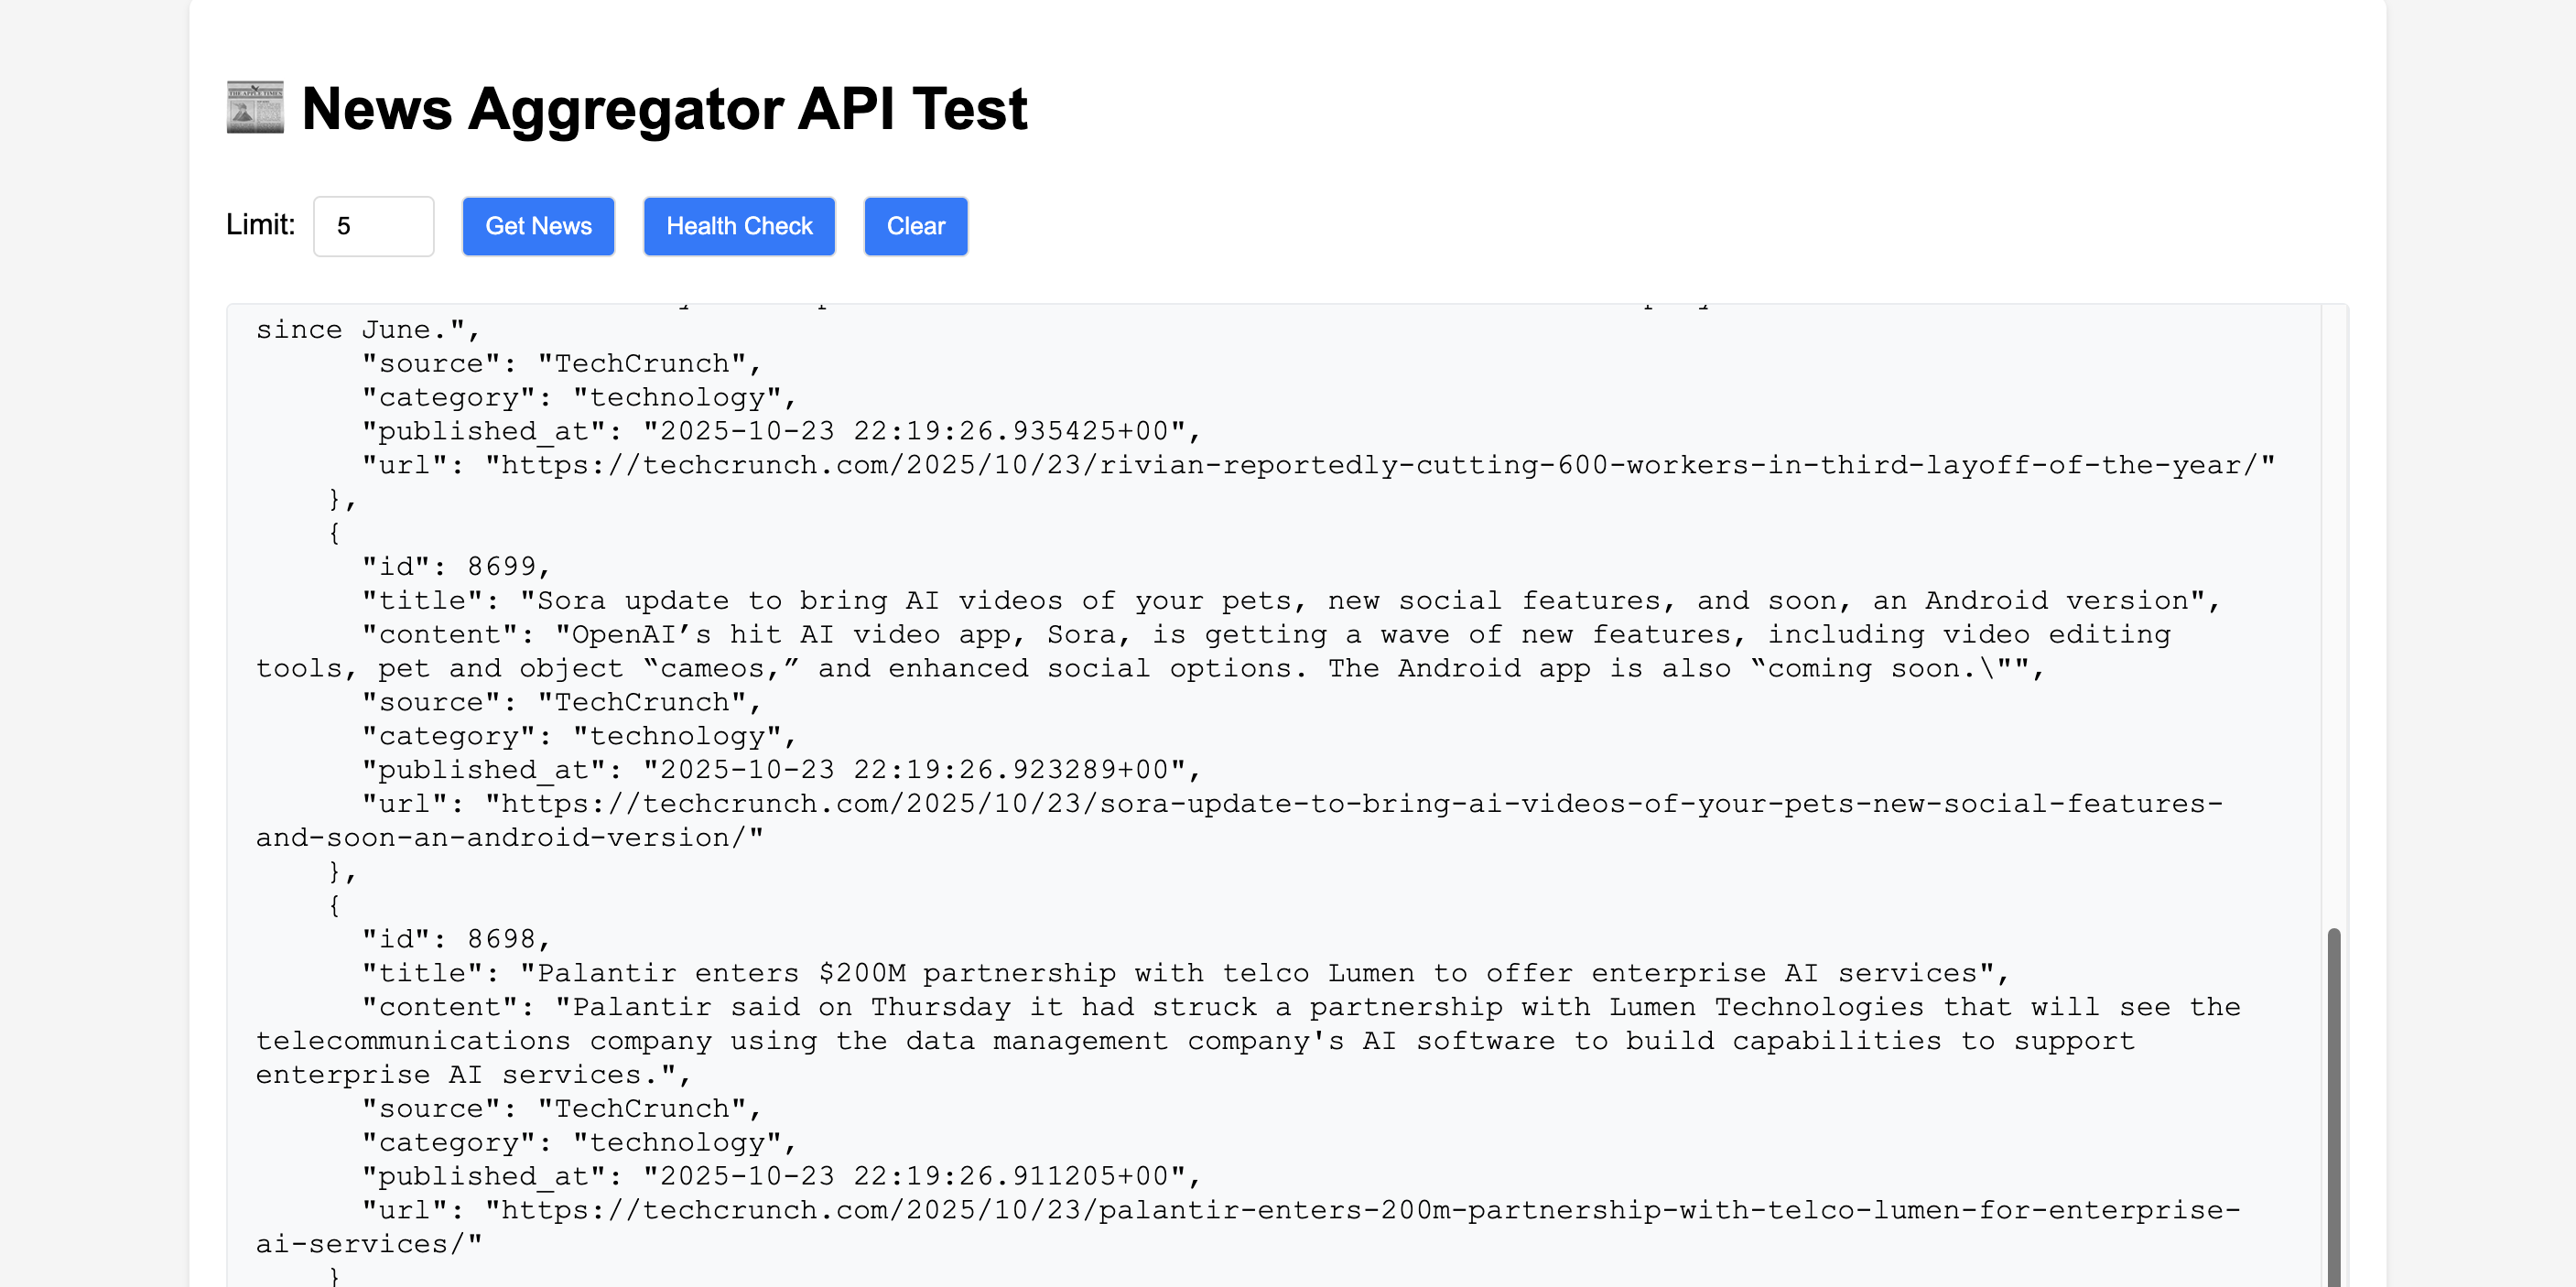 News Aggregator API Test
Limit: 5 Get News Health Check Clear
since June.",
"source": "TechCrunch",
"category": "technology",
"published_at": "2025-10-23 22:19:26.935425+00",
"url": "https://techcrunch.com/2025/10/23/rivian-reportedly-cutting-600-workers-in-third-layoff-of-the-year/"
},
{
"id": 8699,
"title": "Sora update to bring AI videos of your pets, new social features, and soon, an Android version",
"content": "OpenAI’s hit AI video app, Sora, is getting a wave of new features, including video editing
tools, pet and object “cameos,” and enhanced social options. The Android app is also “coming soon.\"",
"source": "TechCrunch",
"category": "technology",
"published_at": "2025-10-23 22:19:26.923289+00",
"url": "https://techcrunch.com/2025/10/23/sora-update-to-bring-ai-videos-of-your-pets-new-social-features-
and-soon-an-android-version/"
},
{
"id": 8698,
"title": "Palantir enters $200M partnership with telco Lumen to offer enterprise AI services",
"content": "Palantir said on Thursday it had struck a partnership with Lumen Technologies that will see the
telecommunications company using the data management company's AI software to build capabilities to support
enterprise AI services.",
"source": "TechCrunch",
"category": "technology",
"published_at": "2025-10-23 22:19:26.911205+00",
"url": "https://techcrunch.com/2025/10/23/palantir-enters-200m-partnership-with-telco-lumen-for-enterprise-
ai-services/"
}